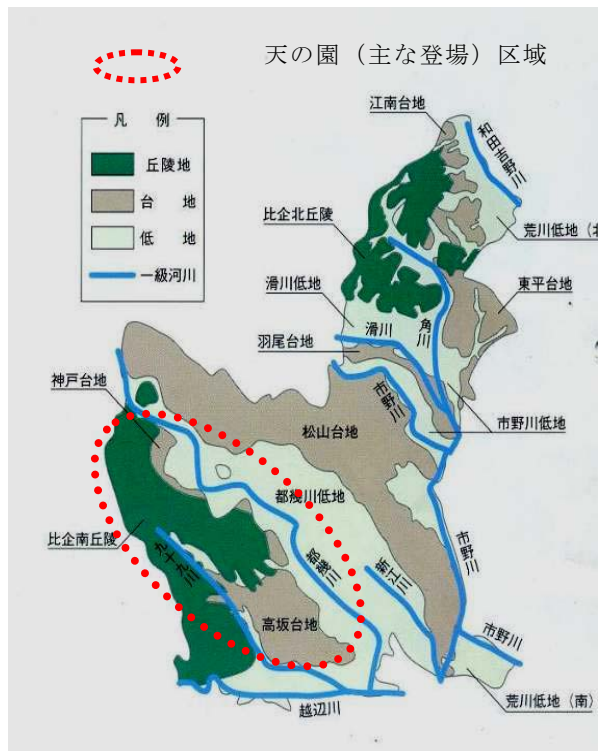 天の園（主な登場）区域
凡　例
丘陵地
台　地
低　地
一級河川
江南台地
和田吉野川
比企北丘陵
荒川低地（北
滑川低地
東平台地
滑川
角川
羽尾台地
神戸台地
市野川
市野川低地
松山台地
都幾川低地
比企南丘陵
九十九川
都幾川
新江川
市野川
高坂台地
市野川
荒川低地（南）
越辺川